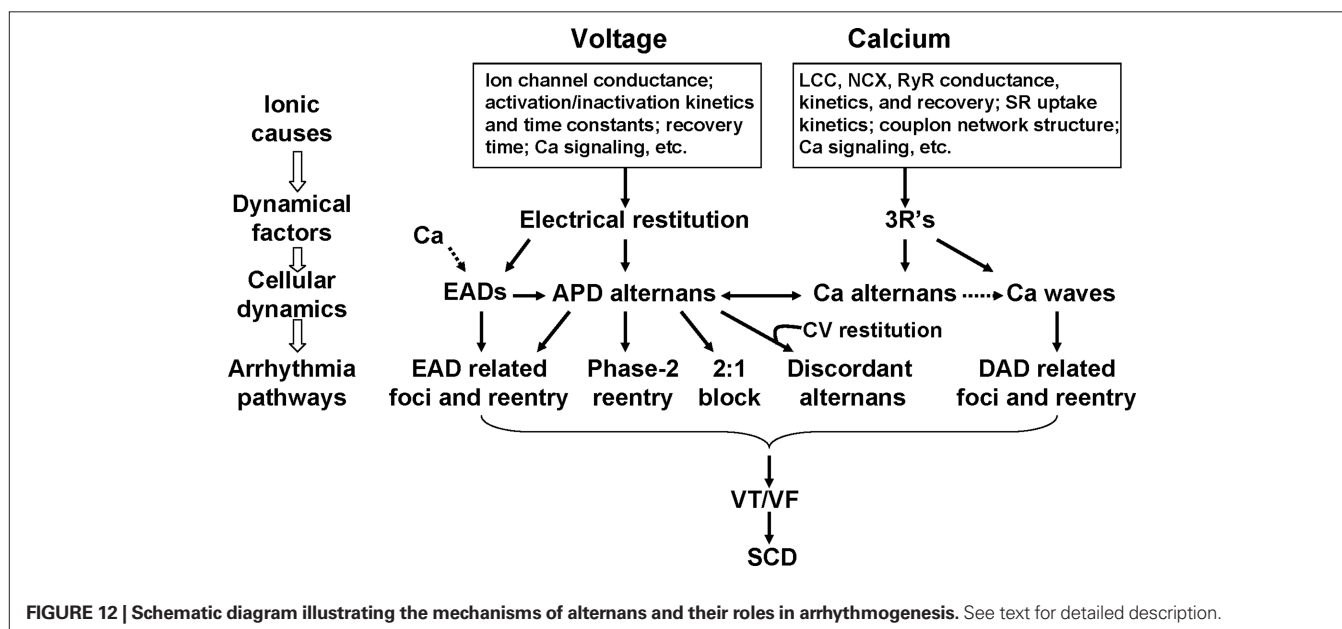 Voltage
Calcium
Ionic
causes
Ion channel conductance;
activation/inactivation kinetics
and time constants; recovery
time; Ca signaling, etc.
LCC, NCX, RyR conductance,
kinetics, and recovery; SR uptake
kinetics; couplon network structure;
Ca signaling, etc.
Dynamical
factors
Electrical restitution
3R's
Ca
Cellular
dynamics
EADs
APD alternans
Ca alternans
Ca waves
CV restitution
Arrhythmia
pathways
EAD related
foci and reentry
Phase-2
reentry
2:1
block
Discordant
alternans
DAD related
foci and reentry
VT/VF
SCD
FIGURE 12 | Schematic diagram illustrating the mechanisms of alternans and their roles in arrhythmogenesis. See text for detailed description.